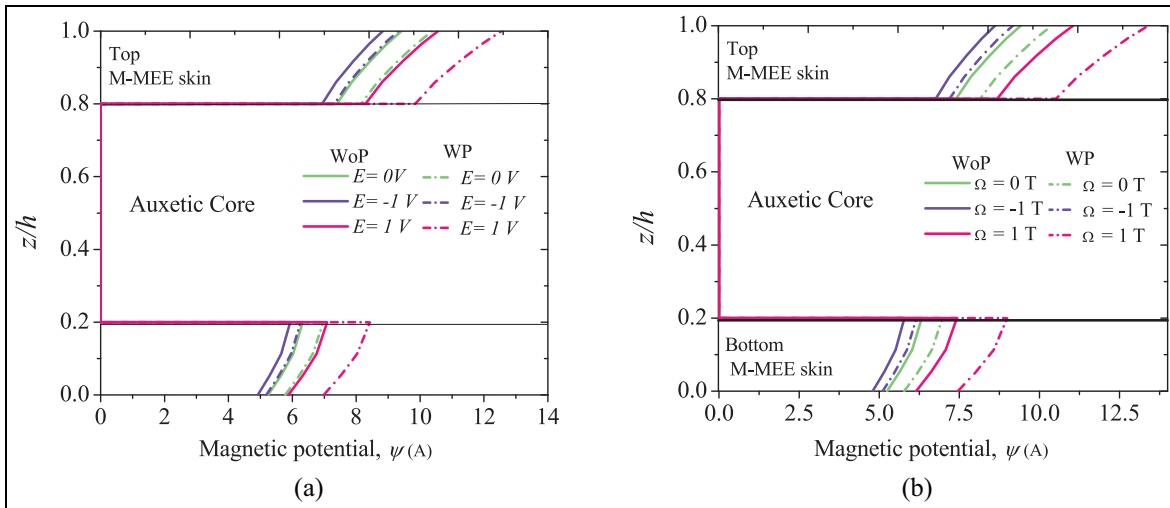 1.0
Top
M-MEE skin
0.8
WoP WP
E= 0V E= 0 V
0.6
E= -1 V E= -1 V
E= 1 V E= 1 V
Auxetic Core
z/h
0.4
0.2
0.0
0 2 4 6 8 10 12 14
Magnetic potential, ψ (A)
(a)
1.0
Top
M-MEE skin
0.8
WoP WP
Ω = 0 T Ω = 0 T
0.6
Ω = -1 T Ω = -1 T
Auxetic Core
Ω = 1 T Ω = 1 T
z/h
0.4
0.2
Bottom
M-MEE skin
0.0
0.0 2.5 5.0 7.5 10.0 12.5
Magnetic potential, ψ (A)
(b)